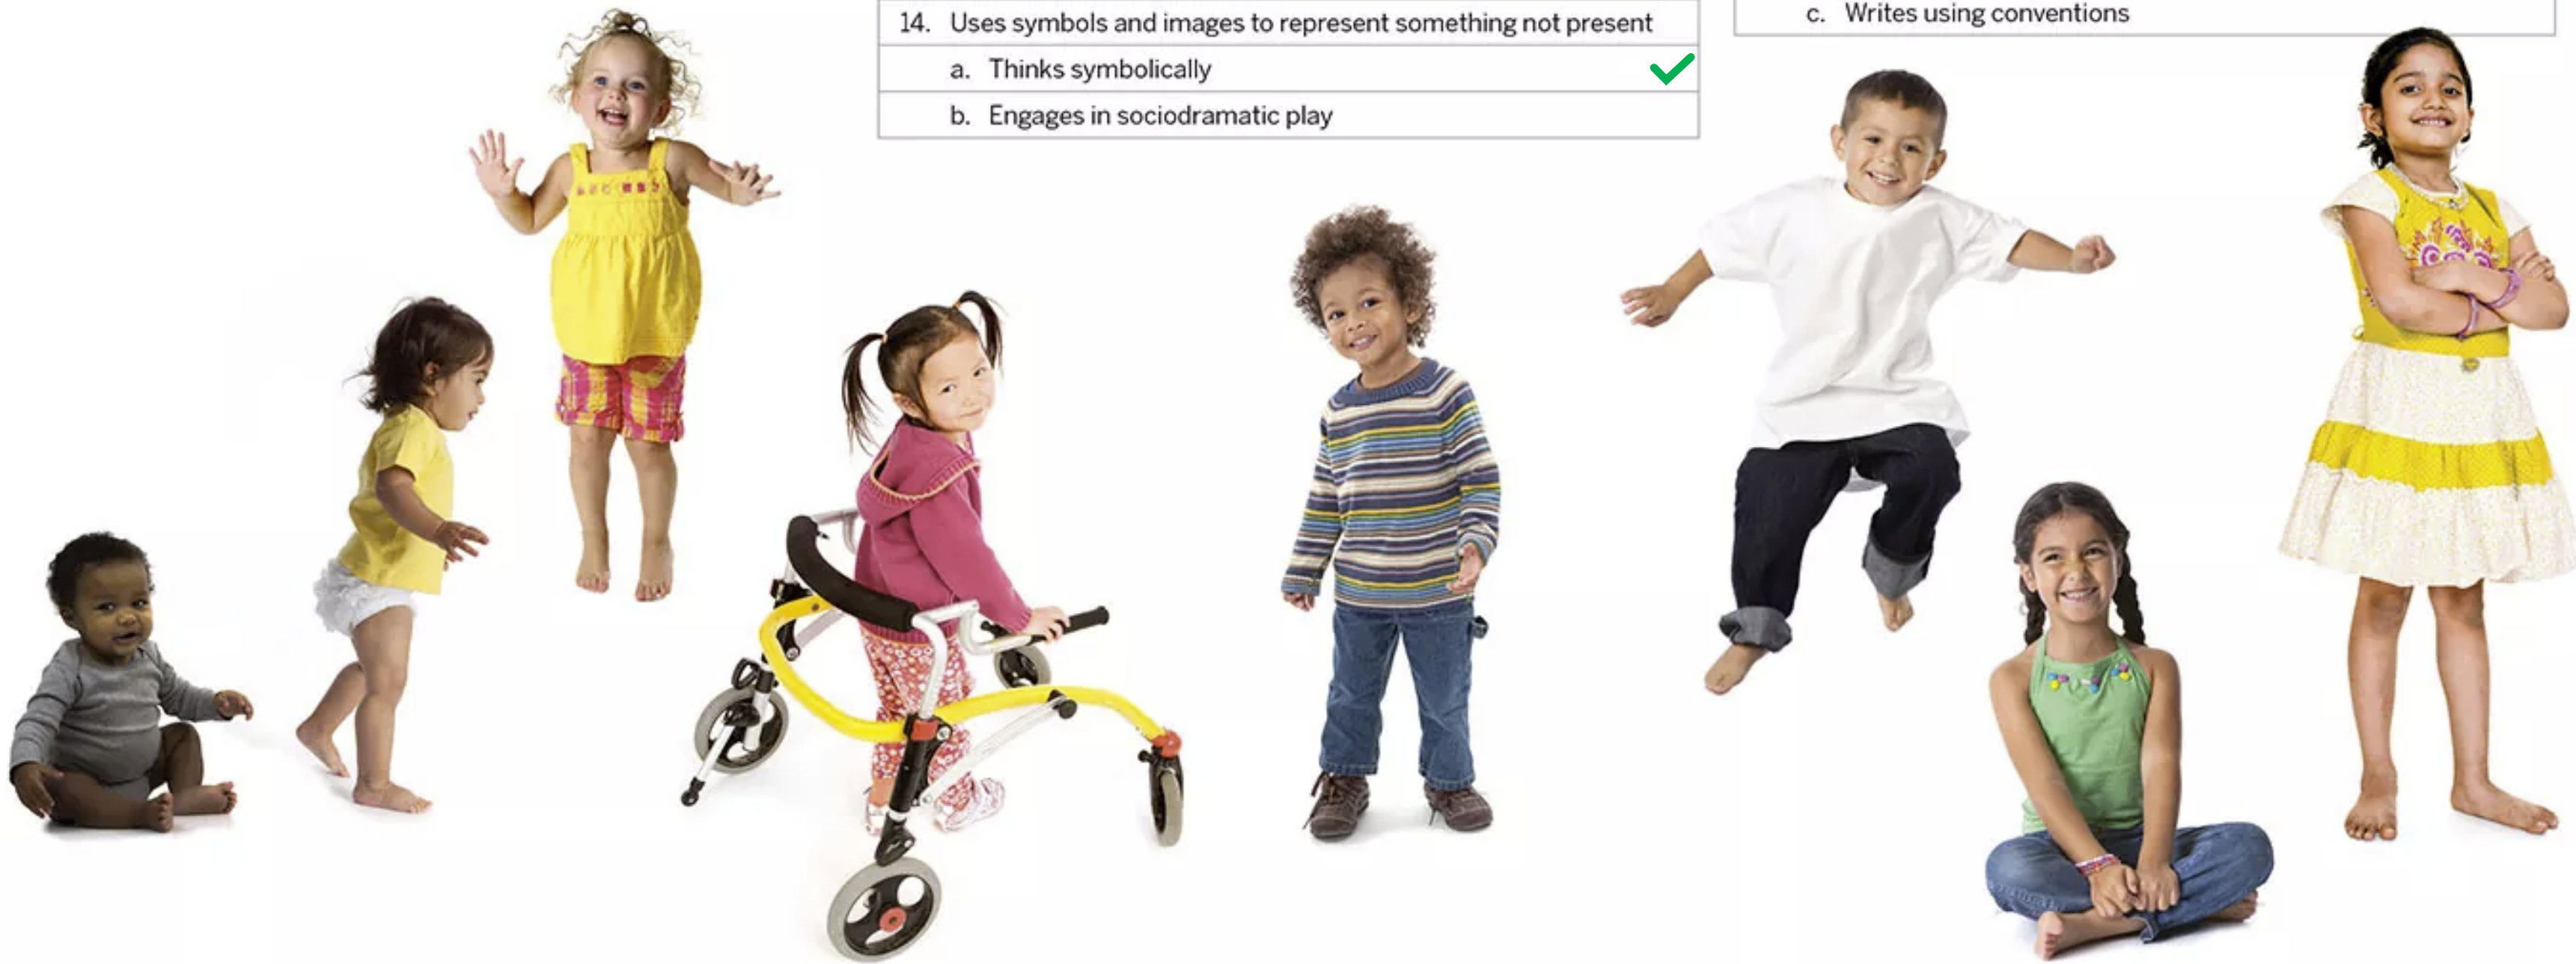 14. Uses symbols and images to represent something not present
a. Thinks symbolically
b. Engages in sociodramatic play
c. Writes using conventions